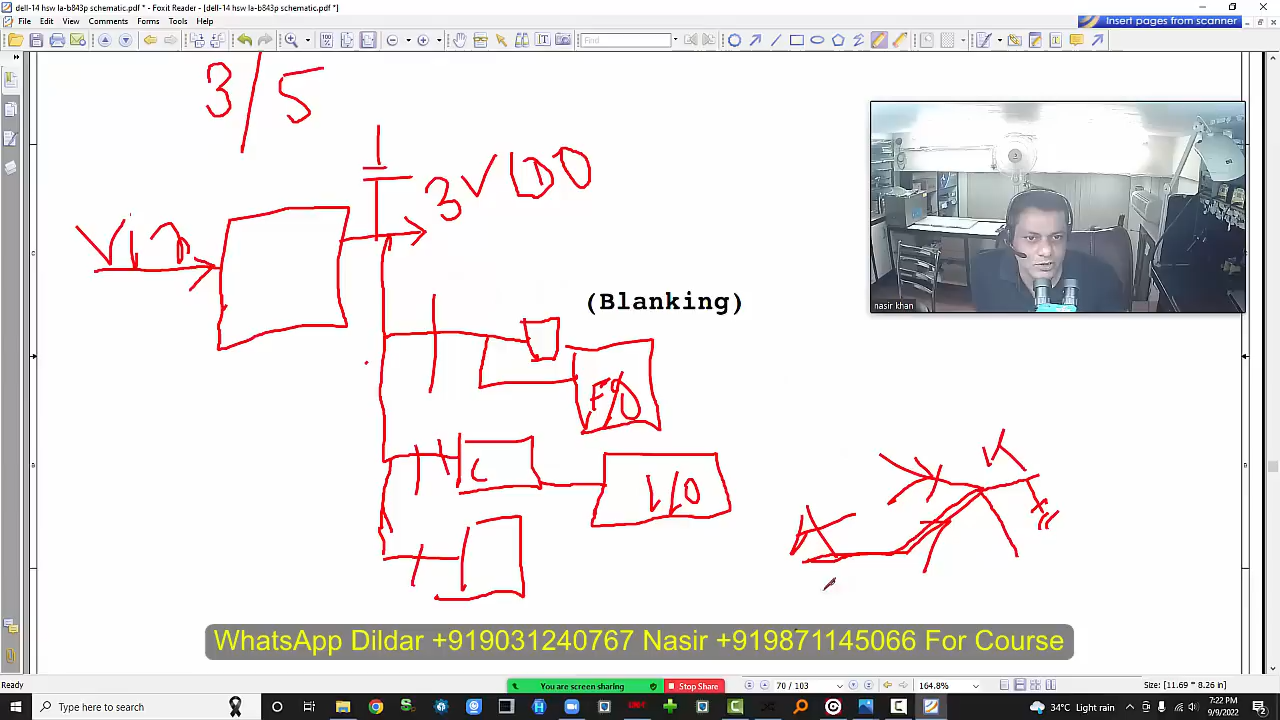 dell-14 hsw la-b843p schematic.pdf * - Foxit Reader - [dell-14 hsw la-b843p schematic.pdf *]
File Edit View Comments Forms Tools Help
Insert pages from scanner
Find
3/5
3V LDO
Vin
(Blanking)
nasir khan
I/O
C
WhatsApp Dildar +919031240767 Nasir +919871145066 For Course
Ready
You are screen sharing
Stop Share
70 / 103
164.8%
Size: [11.69 * 8.25 in]
Type here to search
34°C Light rain
7:22 PM
9/9/2022